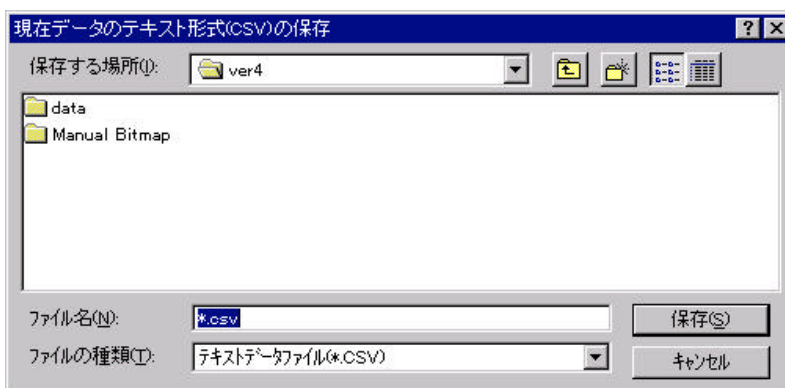 現在データのテキスト形式(CSV)の保存
保存する場所(I):
ver4
data
Manual Bitmap
ファイル名(N):
*.csv
保存(S)
ファイルの種類(T):
テキストデータファイル(*.CSV)
キャンセル